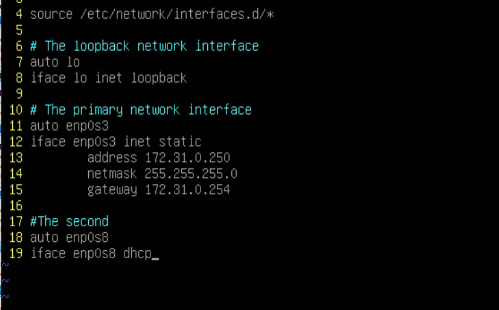 4 source /etc/network/interfaces.d/*
5
6 # The loopback network interface
7 auto lo
8 iface lo inet loopback
9
10 # The primary network interface
11 auto enp0s3
12 iface enp0s3 inet static
13 address 172.31.0.250
14 netmask 255.255.255.0
15 gateway 172.31.0.254
16
17 #The second
18 auto enp0s8
19 iface enp0s8 dhcp_
~
~
~